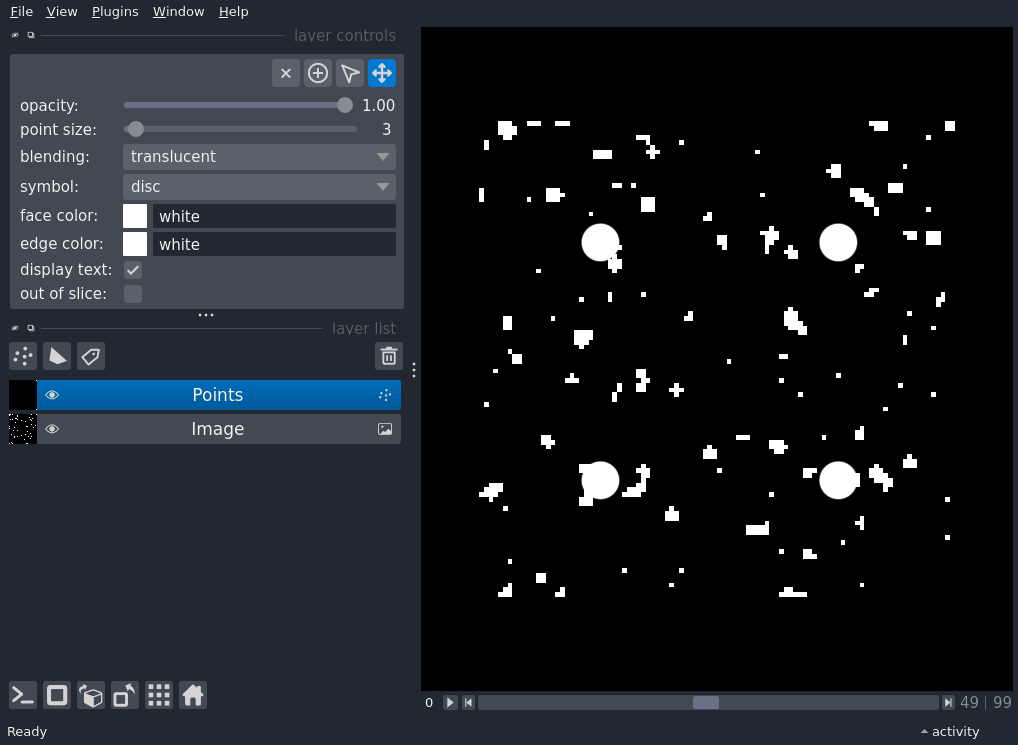 File View Plugins Window Help
layer controls
opacity: 1.00
point size: 3
blending: translucent
symbol: disc
face color: white
edge color: white
display text:
out of slice:
layer list
Points
Image
0 49 | 99
Ready activity